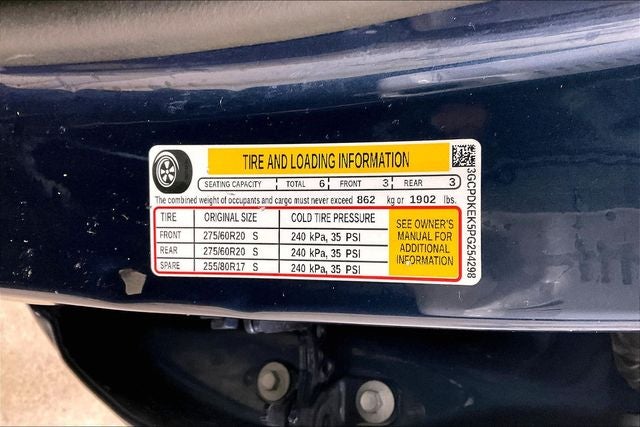 TIRE AND LOADING INFORMATION
SEATING CAPACITY TOTAL 6 FRONT 3 REAR 3
The combined weight of occupants and cargo must never exceed 862 kg or 1902 lbs.
TIRE ORIGINAL SIZE COLD TIRE PRESSURE
FRONT 275/60R20 S 240 kPa, 35 PSI
REAR 275/60R20 S 240 kPa, 35 PSI
SPARE 255/80R17 S 240 kPa, 35 PSI
SEE OWNER'S
MANUAL FOR
ADDITIONAL
INFORMATION
3GCPDKEK5PG254298